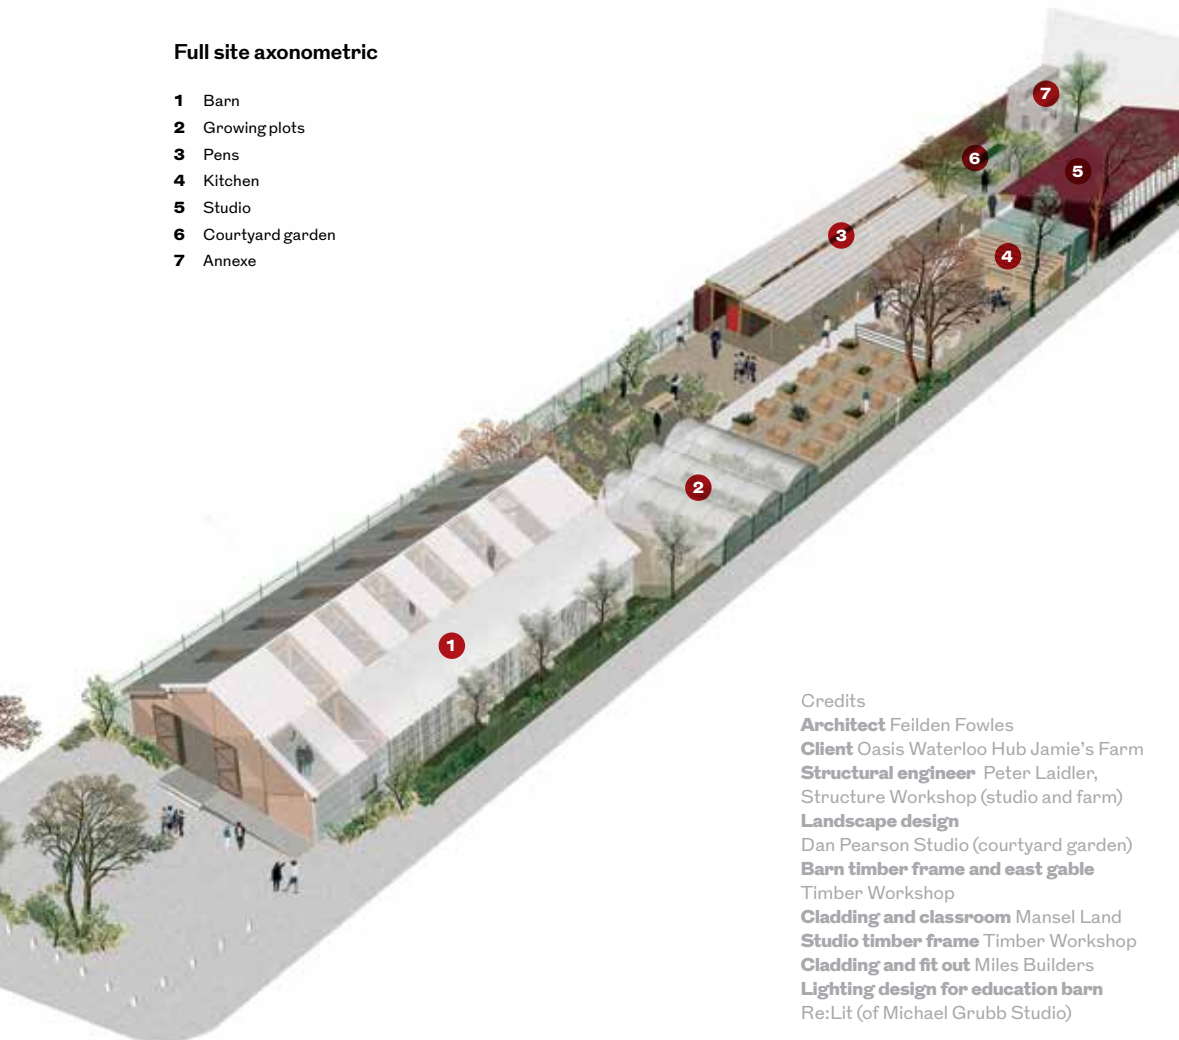 Full site axonometric
1 Barn
2 Growing plots
3 Pens
4 Kitchen
5 Studio
6 Courtyard garden
7 Annexe
7
6
5
3
4
2
1
Credits
Architect Feilden Fowles
Client Oasis Waterloo Hub Jamie's Farm
Structural engineer Peter Laidler,
Structure Workshop (studio and farm)
Landscape design
Dan Pearson Studio (courtyard garden)
Barn timber frame and east gable
Timber Workshop
Cladding and classroom Mansel Land
Studio timber frame Timber Workshop
Cladding and fit out Miles Builders
Lighting design for education barn
Re:Lit (of Michael Grubb Studio)